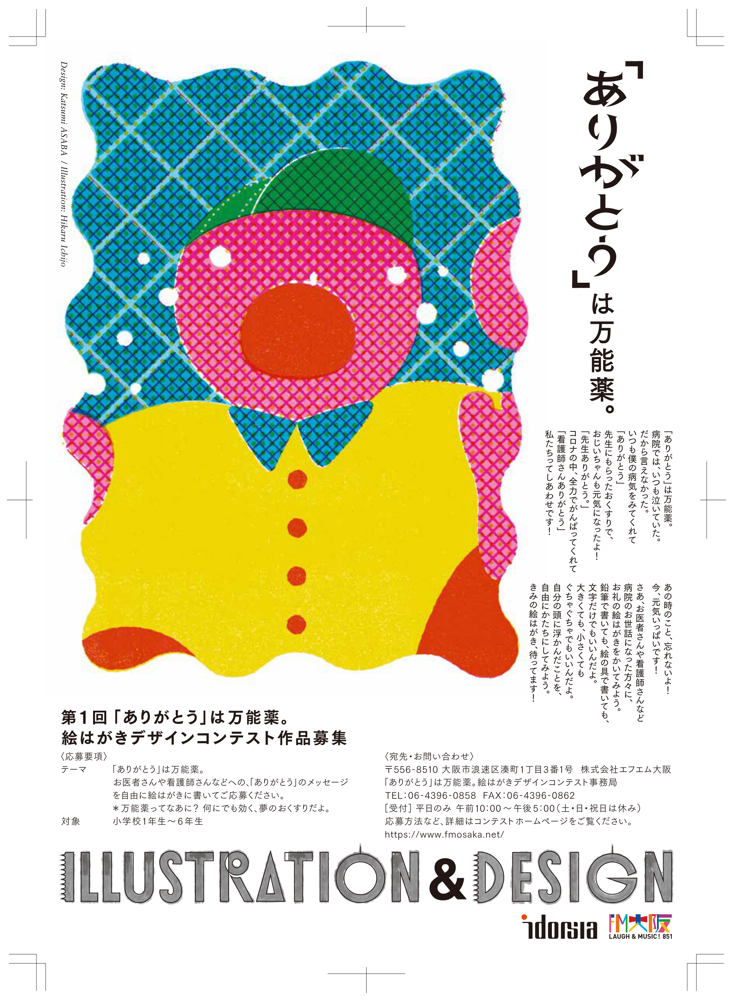 「ありがとう」は万能薬。
「ありがとう」は万能薬。
病院では、いつも泣いていた。
だから言えなかった。
いつも僕の病気をみてくれて
「ありがとう」
先生にもらったおくすりで、
おじいちゃんも元気になったよ！
「先生ありがとう。」
コロナの中、全力でがんばってくれて
「看護師さんありがとう」
私たちってしあわせです！
あの時のこと、忘れないよ！
今、元気いっぱいです！
さあ、お医者さんや看護師さんなど
病院のお世話になった方々に、
お礼の絵はがきをかいてみよう。
鉛筆で書いても、絵の具で書いても、
文字だけでもいいんだよ。
大きくても、小さくても
ぐちゃぐちゃでもいいんだよ。
自分の頭に浮かんだことを、
自由にかたちにしてみよう。
きみの絵はがき、待ってます！
Design: Katsumi ASABA / Illustration: Hikaru Ichijo
第1回「ありがとう」は万能薬。
絵はがきデザインコンテスト作品募集
〈応募要項〉
テーマ 「ありがとう」は万能薬。
お医者さんや看護師さんなどへの、「ありがとう」のメッセージ
を自由に絵はがきに書いてご応募ください。
＊万能薬ってなあに？ 何にでも効く、夢のおくすりだよ。
対象 小学校1年生～6年生
〈宛先・お問い合わせ〉
〒556-8510 大阪市浪速区湊町1丁目3番1号 株式会社エフエム大阪
「ありがとう」は万能薬。絵はがきデザインコンテスト事務局
TEL：06-4396-0858 FAX：06-4396-0862
［受付］平日のみ 午前10：00～午後5：00（土・日・祝日は休み）
応募方法など、詳細はコンテストホームページをご覧ください。
https://www.fmosaka.net/
ILLUSTRATION & DESIGN
idorsia
FM大阪
LAUGH & MUSIC! 851